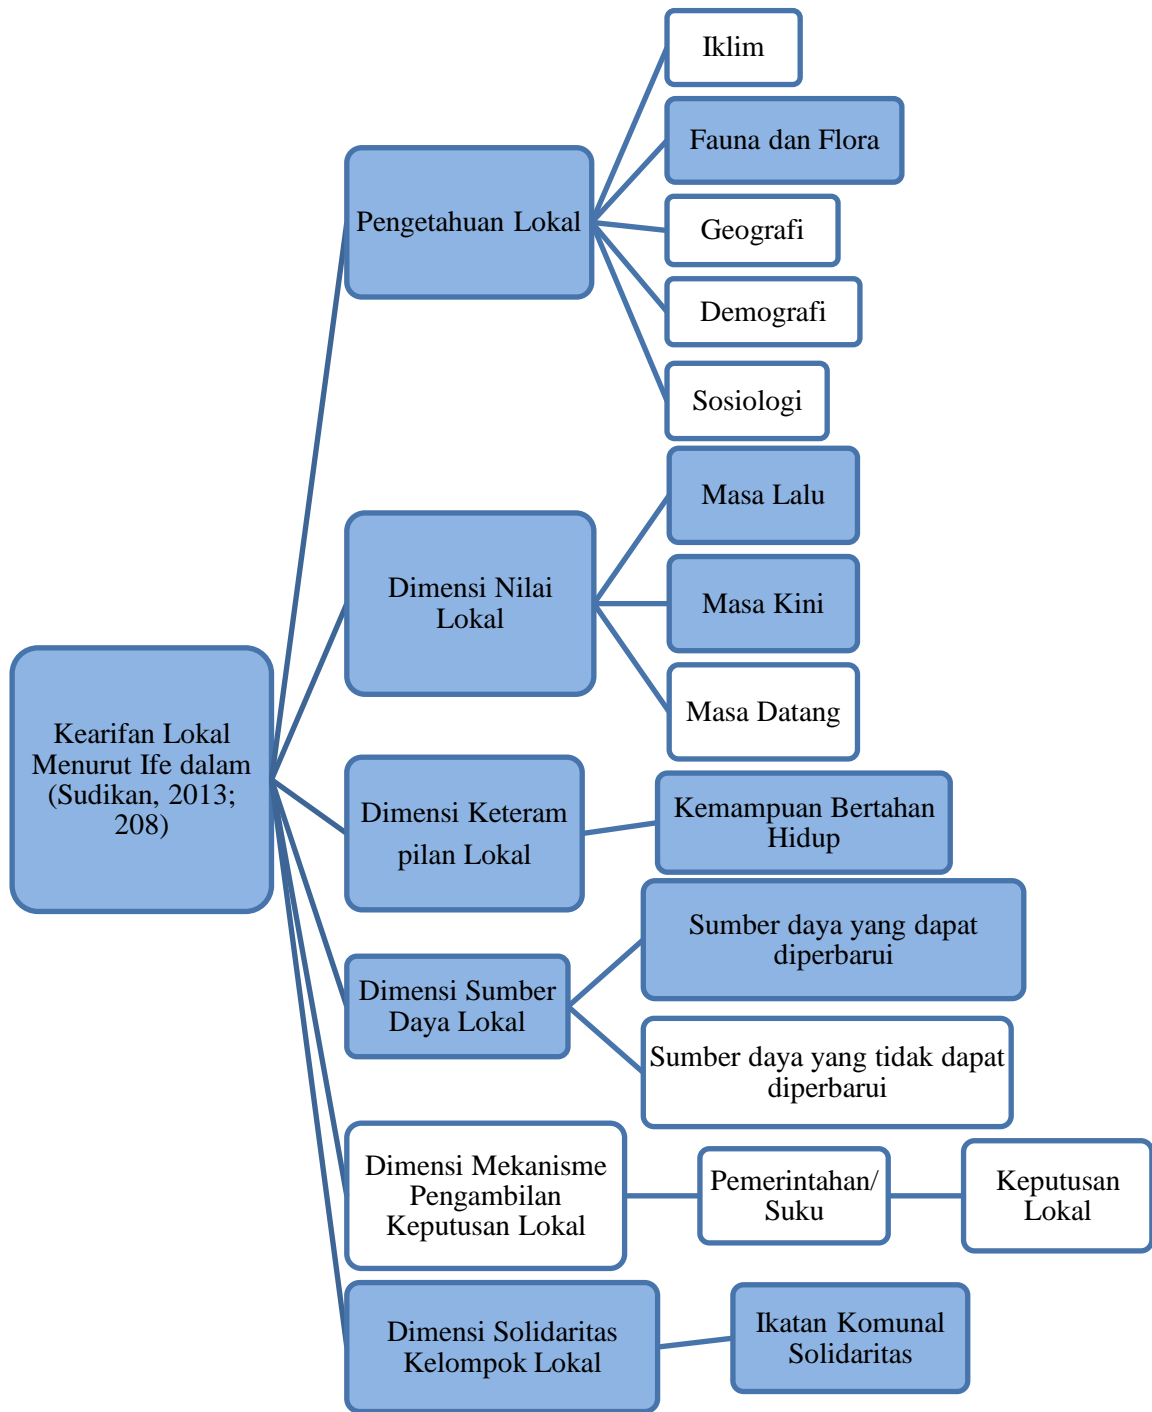 Kearifan Lokal
Menurut Ife dalam
(Sudikan, 2013;
208)
Pengetahuan Lokal
Iklim
Fauna dan Flora
Geografi
Demografi
Sosiologi
Dimensi Nilai
Lokal
Masa Lalu
Masa Kini
Masa Datang
Dimensi Keteram
pilan Lokal
Kemampuan Bertahan
Hidup
Dimensi Sumber
Daya Lokal
Sumber daya yang dapat
diperbarui
Sumber daya yang tidak dapat
diperbarui
Dimensi Mekanisme
Pengambilan
Keputusan Lokal
Pemerintahan/
Suku
Keputusan
Lokal
Dimensi Solidaritas
Kelompok Lokal
Ikatan Komunal
Solidaritas